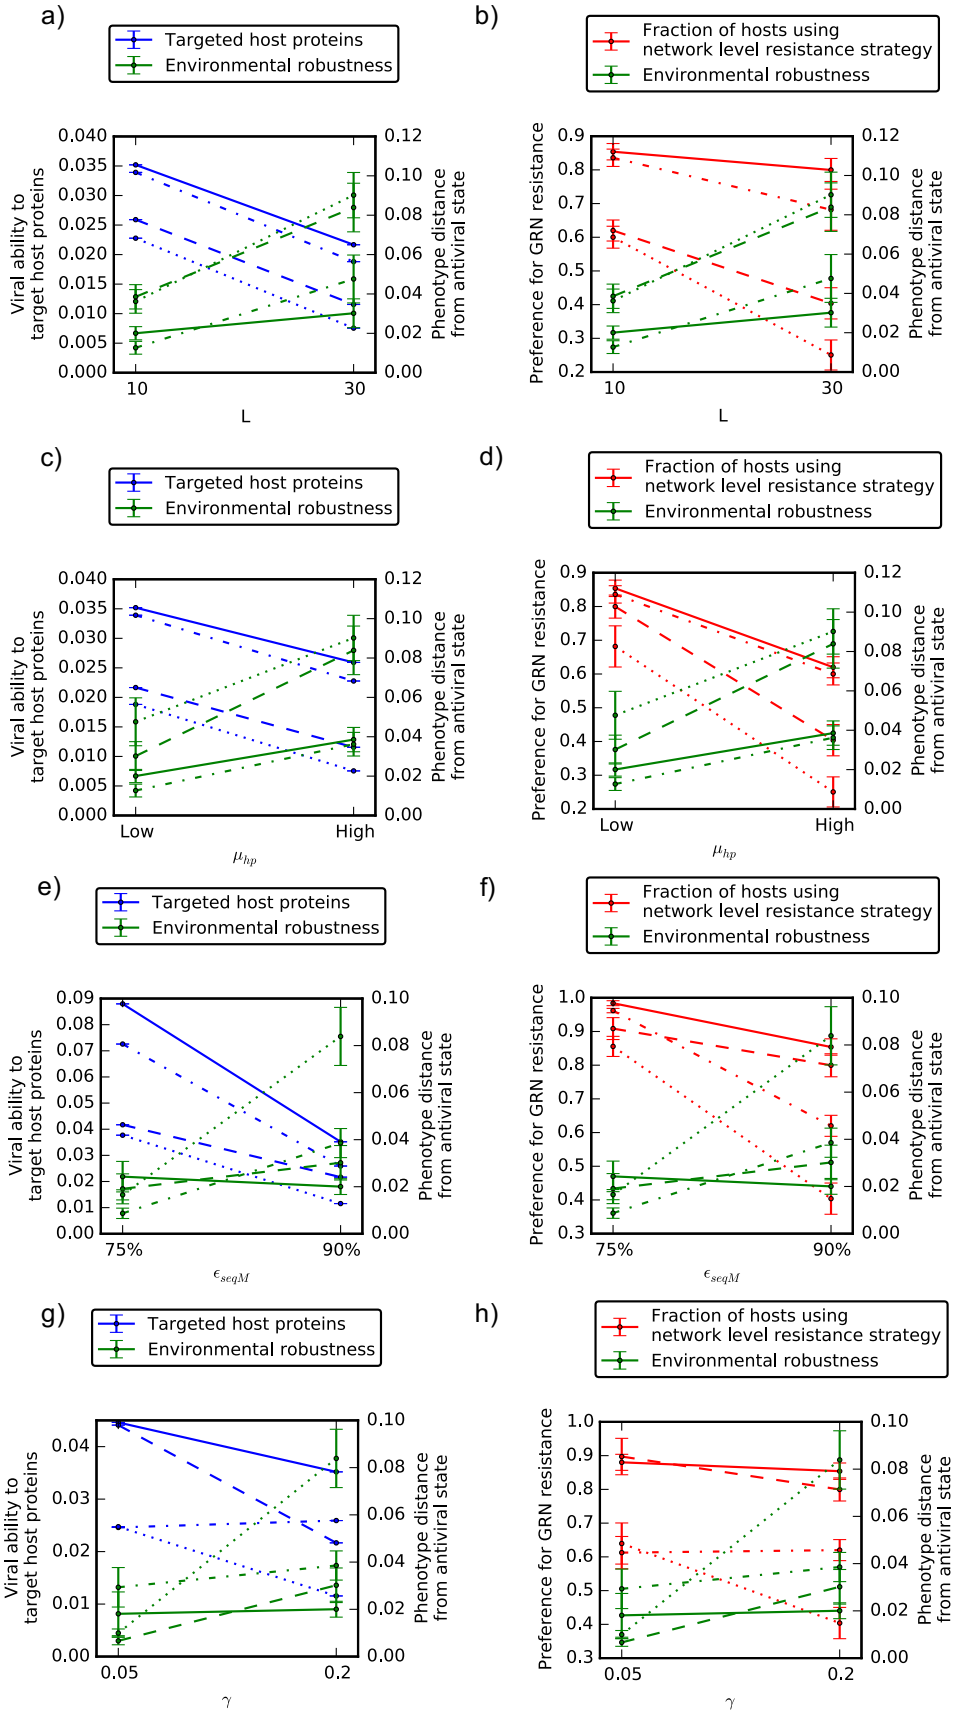 a)
Targeted host proteins
Environmental robustness
0.040
0.035
0.030
0.025
0.020
0.015
0.010
0.005
0.000
Viral ability to
target host proteins
0.12
0.10
0.08
0.06
0.04
0.02
0.00
Phenotype distance
from antiviral state
10
30
L
b)
Fraction of hosts using
network level resistance strategy
Environmental robustness
0.9
0.8
0.7
0.6
0.5
0.4
0.3
0.2
Preference for GRN resistance
0.12
0.10
0.08
0.06
0.04
0.02
0.00
Phenotype distance
from antiviral state
10
30
L
c)
Targeted host proteins
Environmental robustness
0.040
0.035
0.030
0.025
0.020
0.015
0.010
0.005
0.000
Viral ability to
target host proteins
0.12
0.10
0.08
0.06
0.04
0.02
0.00
Phenotype distance
from antiviral state
Low
High
μhp
d)
Fraction of hosts using
network level resistance strategy
Environmental robustness
0.9
0.8
0.7
0.6
0.5
0.4
0.3
0.2
Preference for GRN resistance
0.12
0.10
0.08
0.06
0.04
0.02
0.00
Phenotype distance
from antiviral state
Low
High
μhp
e)
Targeted host proteins
Environmental robustness
0.09
0.08
0.07
0.06
0.05
0.04
0.03
0.02
0.01
0.00
Viral ability to
target host proteins
0.10
0.08
0.06
0.04
0.02
0.00
Phenotype distance
from antiviral state
75%
90%
ϵseqM
f)
Fraction of hosts using
network level resistance strategy
Environmental robustness
1.0
0.9
0.8
0.7
0.6
0.5
0.4
0.3
Preference for GRN resistance
0.10
0.08
0.06
0.04
0.02
0.00
Phenotype distance
from antiviral state
75%
90%
ϵseqM
g)
Targeted host proteins
Environmental robustness
0.04
0.03
0.02
0.01
0.00
Viral ability to
target host proteins
0.10
0.08
0.06
0.04
0.02
0.00
Phenotype distance
from antiviral state
0.05
0.2
γ
h)
Fraction of hosts using
network level resistance strategy
Environmental robustness
1.0
0.9
0.8
0.7
0.6
0.5
0.4
0.3
Preference for GRN resistance
0.10
0.08
0.06
0.04
0.02
0.00
Phenotype distance
from antiviral state
0.05
0.2
γ